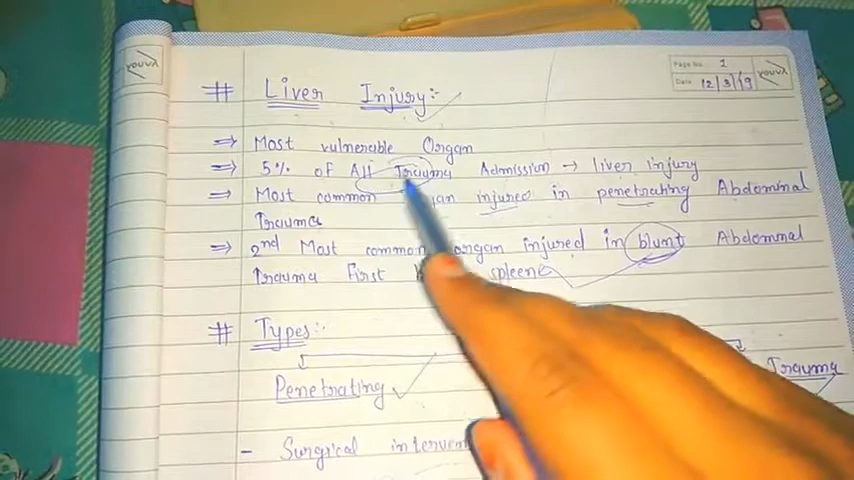 youva
Page No. 1
Date 12/3/19
youva
# Liver Injury:-
⇒ Most vulnerable Organ
⇒ 5% of All Trauma Admission → liver injury
⇒ Most common injured in penetrating Abdominal
Trauma
⇒ 2nd Most common organ injured in blunt Abdominal
Trauma First spleene
# Types:-
Penetrating
Trauma
- Surgical